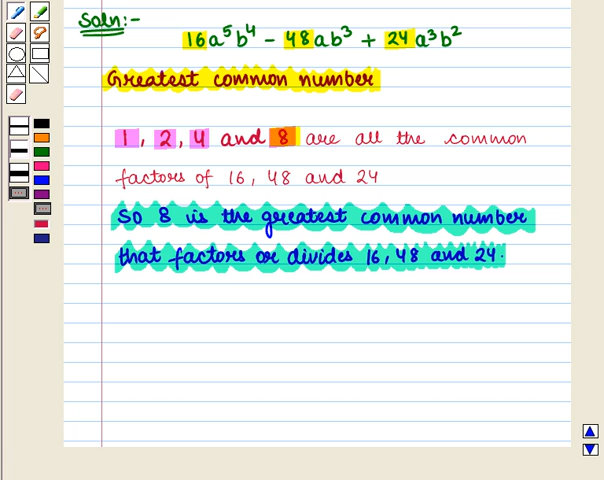 Soln:-
16a⁵b⁴ - 48ab³ + 24a³b²
Greatest common number
1, 2, 4 and 8 are all the common
factors of 16, 48 and 24
So 8 is the greatest common number
that factors or divides 16, 48 and 24.